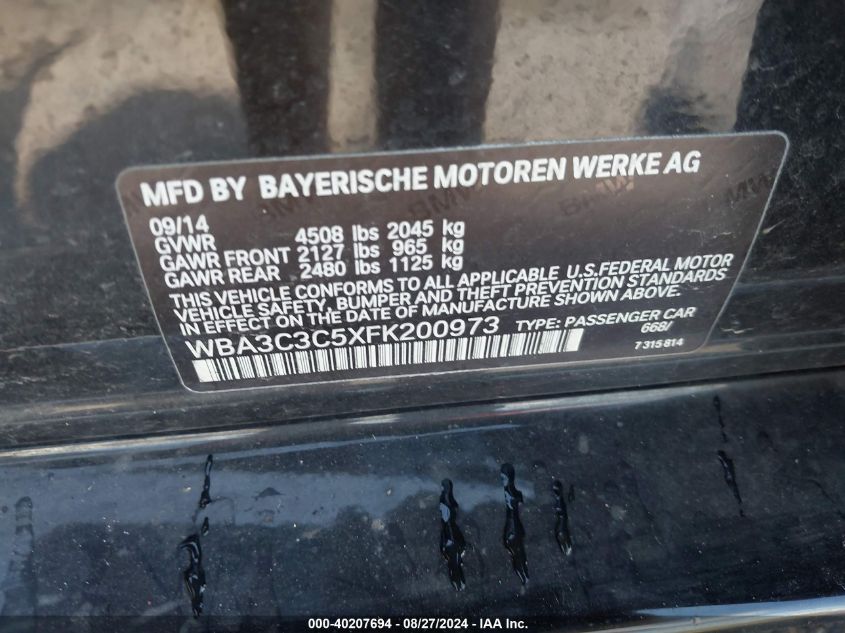 MFD BY BAYERISCHE MOTOREN WERKE AG
09/14
GVWR 4508 lbs 2045 kg
GAWR FRONT 2127 lbs 965 kg
GAWR REAR 2480 lbs 1125 kg
THIS VEHICLE CONFORMS TO ALL APPLICABLE U.S.FEDERAL MOTOR
VEHICLE SAFETY, BUMPER AND THEFT PREVENTION STANDARDS
IN EFFECT ON THE DATE OF MANUFACTURE SHOWN ABOVE.
WBA3C3C5XFK200973 TYPE: PASSENGER CAR
668/
7 315 814
000-40207694 - 08/27/2024 - IAA, Inc.